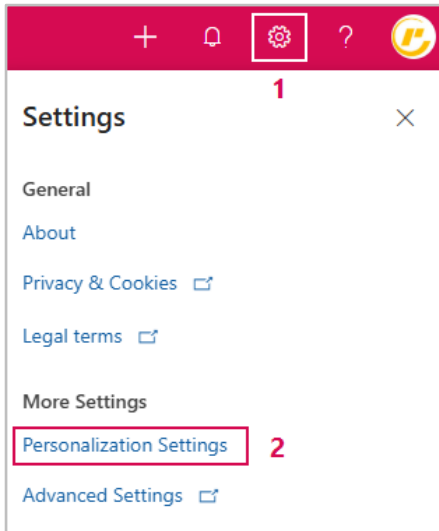 ?
1
Settings
General
About
Privacy & Cookies
Legal terms
More Settings
Personalization Settings 2
Advanced Settings